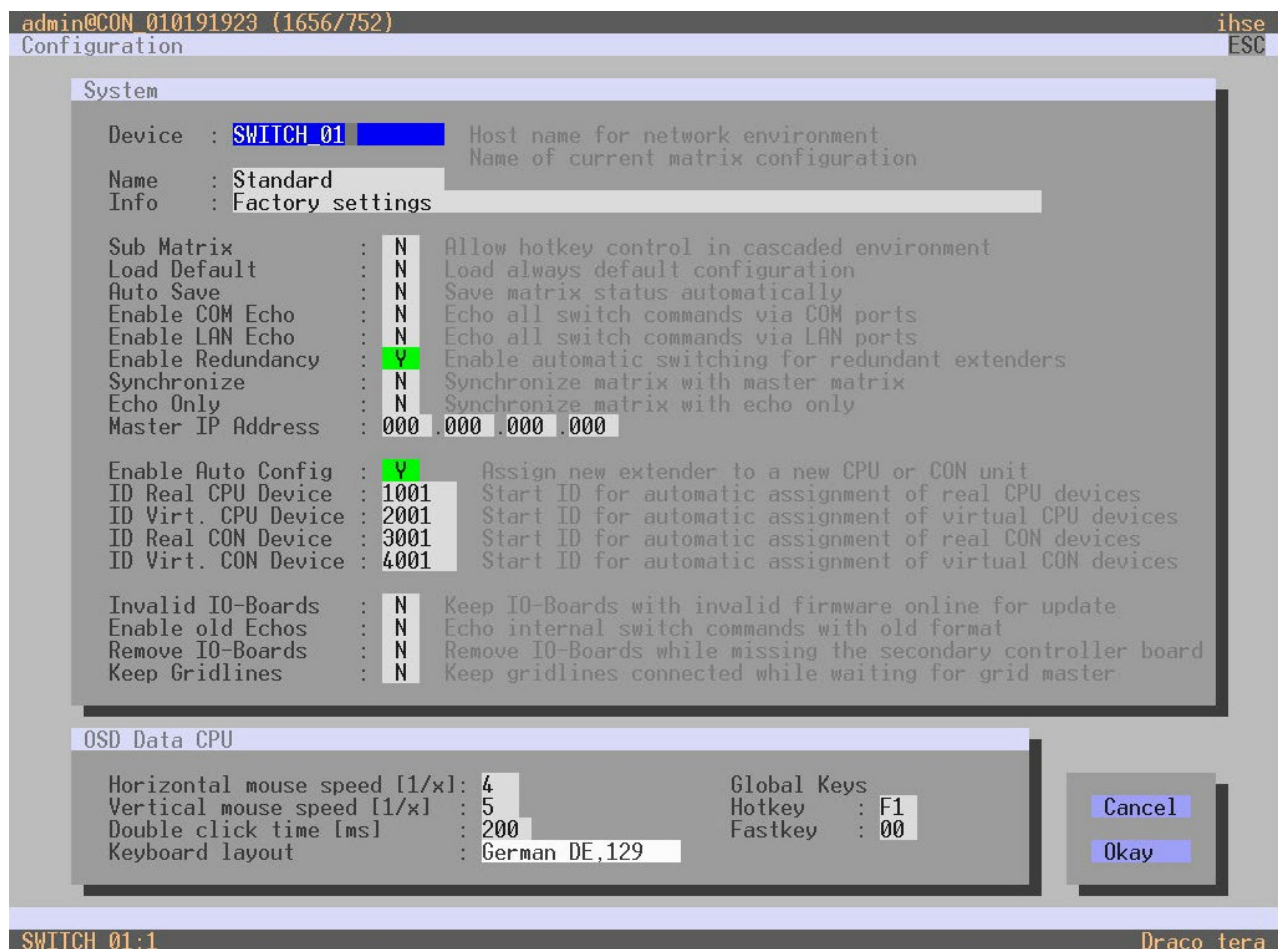 admin@CON_010191923 (1656/752) ihse
Configuration ESC
System
Device : SWITCH_01 Host name for network environment
Name of current matrix configuration
Name : Standard
Info : Factory settings
Sub Matrix : N Allow hotkey control in cascaded environment
Load Default : N Load always default configuration
Auto Save : N Save matrix status automatically
Enable COM Echo : N Echo all switch commands via COM ports
Enable LAN Echo : N Echo all switch commands via LAN ports
Enable Redundancy : Y Enable automatic switching for redundant extenders
Synchronize : N Synchronize matrix with master matrix
Echo Only : N Synchronize matrix with echo only
Master IP Address : 000 .000 .000 .000
Enable Auto Config : Y Assign new extender to a new CPU or CON unit
ID Real CPU Device : 1001 Start ID for automatic assignment of real CPU devices
ID Virt. CPU Device : 2001 Start ID for automatic assignment of virtual CPU devices
ID Real CON Device : 3001 Start ID for automatic assignment of real CON devices
ID Virt. CON Device : 4001 Start ID for automatic assignment of virtual CON devices
Invalid IO-Boards : N Keep IO-Boards with invalid firmware online for update
Enable old Echos : N Echo internal switch commands with old format
Remove IO-Boards : N Remove IO-Boards while missing the secondary controller board
Keep Gridlines : N Keep gridlines connected while waiting for grid master
OSD Data CPU
Horizontal mouse speed [1/x]: 4 Global Keys
Vertical mouse speed [1/x] : 5 Hotkey : F1 Cancel
Double click time [ms] : 200 Fastkey : 00
Keyboard layout : German DE,129 Okay
SWITCH_01:1 Draco tera